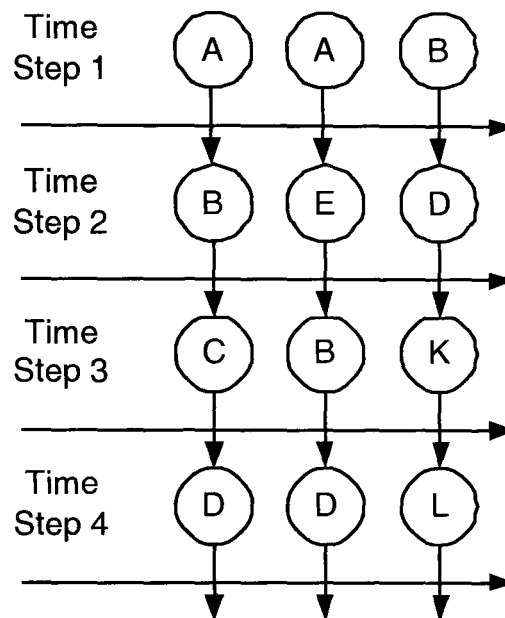 Time
Step 1
A A B
Time
Step 2
B E D
Time
Step 3
C B K
Time
Step 4
D D L